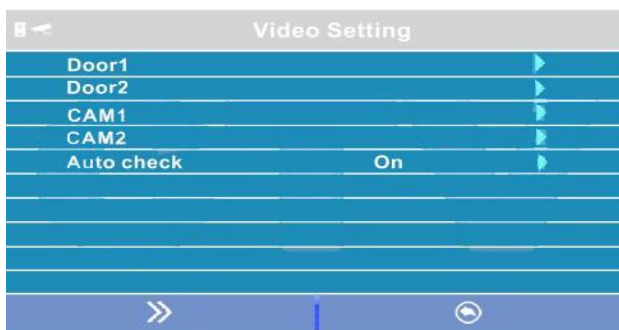 Video Setting
Door1
Door2
CAM1
CAM2
Auto check On